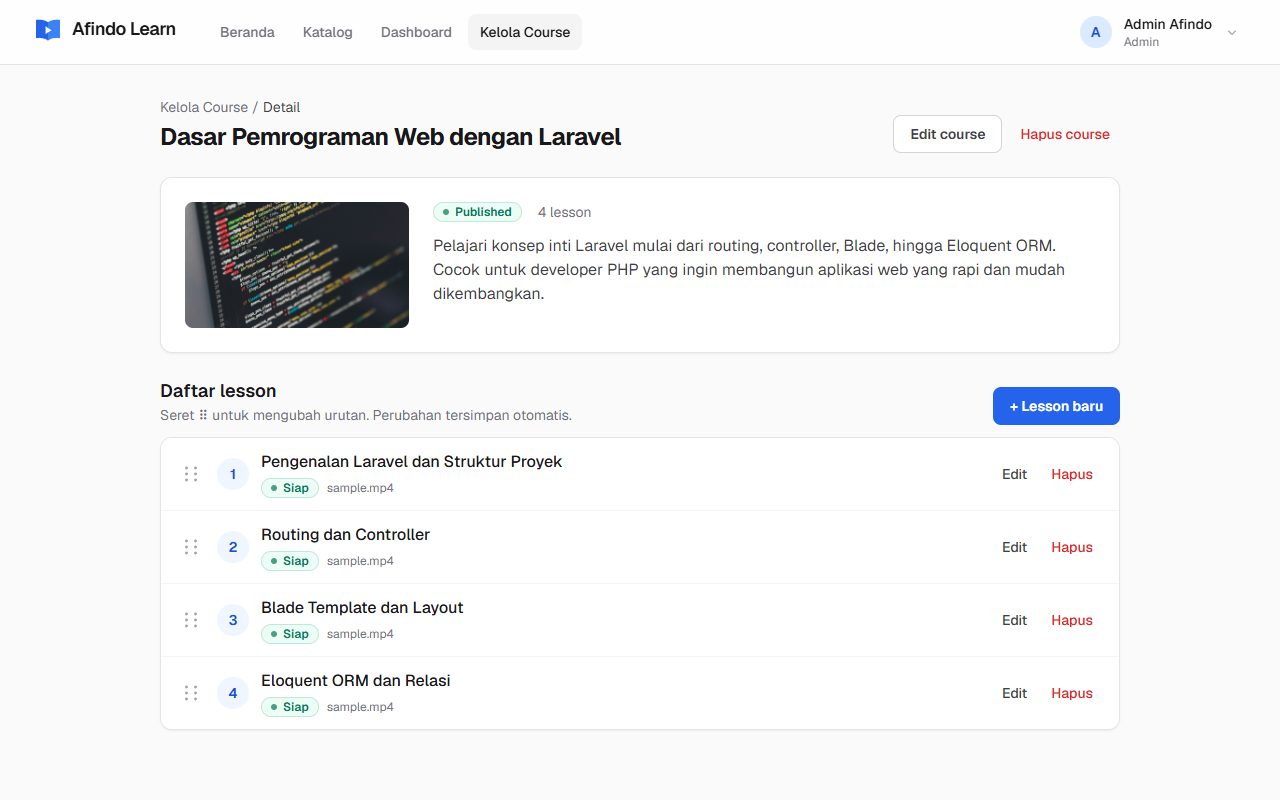 Afindo Learn
Beranda
Katalog
Dashboard
Kelola Course
A
Admin Afindo
Admin
Kelola Course / Detail
Dasar Pemrograman Web dengan Laravel
Edit course
Hapus course
Published
4 lesson
Pelajari konsep inti Laravel mulai dari routing, controller, Blade, hingga Eloquent ORM.
Cocok untuk developer PHP yang ingin membangun aplikasi web yang rapi dan mudah
dikembangkan.
Daftar lesson
Seret ⠿ untuk mengubah urutan. Perubahan tersimpan otomatis.
+ Lesson baru
1
Pengenalan Laravel dan Struktur Proyek
Siap
sample.mp4
Edit
Hapus
2
Routing dan Controller
Siap
sample.mp4
Edit
Hapus
3
Blade Template dan Layout
Siap
sample.mp4
Edit
Hapus
4
Eloquent ORM dan Relasi
Siap
sample.mp4
Edit
Hapus